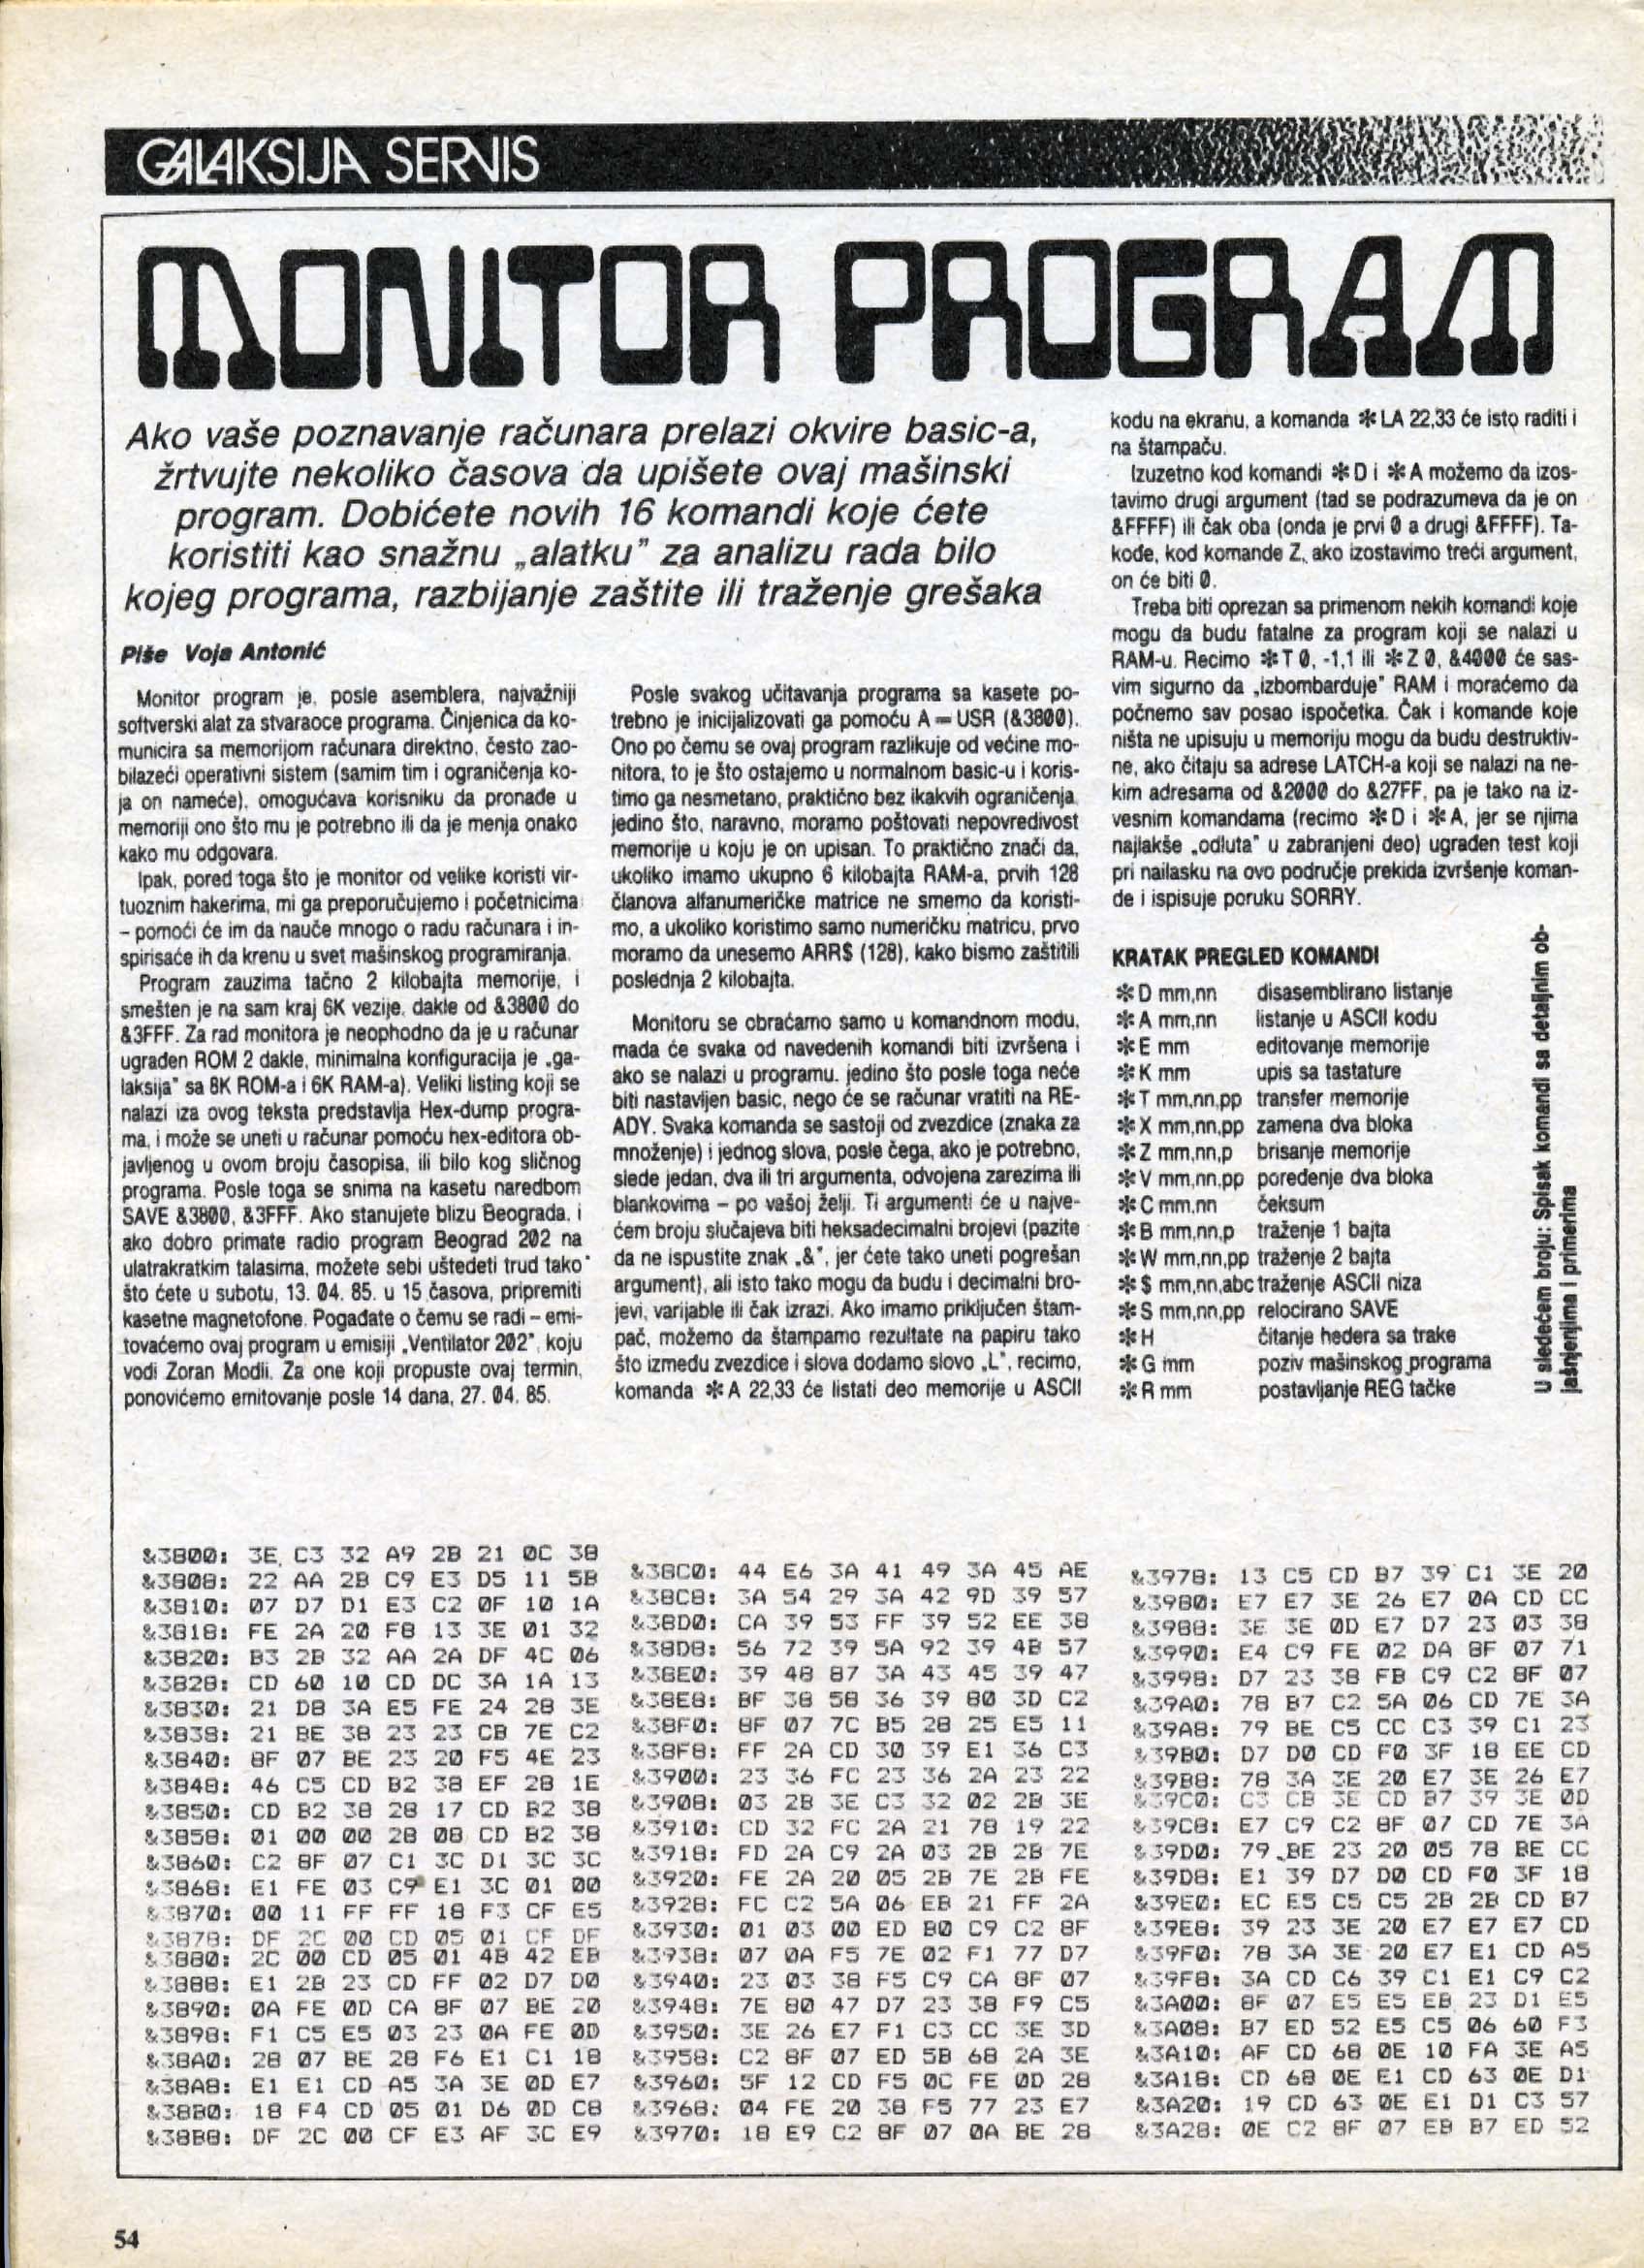 GALAKSIJA SERVIS
MONITOR PROGRAM
Ako vaše poznavanje računara prelazi okvire basic-a,
žrtvujte nekoliko časova da upišete ovaj mašinski
program. Dobićete novih 16 komandi koje ćete
koristiti kao snažnu „alatku" za analizu rada bilo
kojeg programa, razbijanje zaštite ili traženje grešaka
Piše Voja Antonić
Monitor program je, posle asemblera, najvažniji
softverski alat za stvaraoce programa. Činjenica da ko-
municira sa memorijom računara direktno, često zao-
bilazeći operativni sistem (samim tim i ograničenja ko-
ja on nameće), omogućava korisniku da pronađe u
memoriji ono što mu je potrebno ili da je menja onako
kako mu odgovara.
Ipak, pored toga što je monitor od velike koristi vir-
tuoznim hakerima, mi ga preporučujemo i početnicima
– pomoći će im da nauče mnogo o radu računara i in-
spirisaće ih da krenu u svet mašinskog programiranja.
Program zauzima tačno 2 kilobajta memorije, i
smešten je na sam kraj 6K vezije, dakle od &3800 do
&3FFF. Za rad monitora je neophodno da je u računar
ugrađen ROM 2 dakle, minimalna konfiguracija je „ga-
laksija" sa 8K ROM-a i 6K RAM-a). Veliki listing koji se
nalazi iza ovog teksta predstavlja Hex-dump progra-
ma, i može se uneti u računar pomoću hex-editora ob-
javljenog u ovom broju časopisa, ili bilo kog sličnog
programa. Posle toga se snima na kasetu naredbom
SAVE &3800, &3FFF. Ako stanujete blizu Beograda, i
ako dobro primate radio program Beograd 202 na
ulatrakratkim talasima, možete sebi uštedeti trud tako
što ćete u subotu, 13. 04. 85. u 15 časova, pripremiti
kasetne magnetofone. Pogađate o čemu se radi – emi-
tovaćemo ovaj program u emisiji „Ventilator 202", koju
vodi Zoran Modli. Za one koji propuste ovaj termin,
ponovićemo emitovanje posle 14 dana, 27. 04. 85.
Posle svakog učitavanja programa sa kasete po-
trebno je inicijalizovati ga pomoću A = USR (&3800).
Ono po čemu se ovaj program razlikuje od većine mo-
nitora, to je što ostajemo u normalnom basic-u i koris-
timo ga nesmetano, praktično bez ikakvih ograničenja
jedino što, naravno, moramo poštovati nepovredivost
memorije u koju je on upisan. To praktično znači da,
ukoliko imamo ukupno 6 kilobajta RAM-a, prvih 128
članova alfanumeričke matrice ne smemo da koristi-
mo, a ukoliko koristimo samo numeričku matricu, prvo
moramo da unesemo ARR$ (128), kako bismo zaštitili
poslednja 2 kilobajta.
Monitoru se obraćamo samo u komandnom modu,
mada će svaka od navedenih komandi biti izvršena i
ako se nalazi u programu, jedino što posle toga neće
biti nastavljen basic, nego će se računar vratiti na RE-
ADY. Svaka komanda se sastoji od zvezdice (znaka za
množenje) i jednog slova, posle čega, ako je potrebno,
slede jedan, dva ili tri argumenta, odvojena zarezima ili
blankovima – po vašoj želji. Ti argumenti će u najve-
ćem broju slučajeva biti heksadecimalni brojevi (pazite
da ne ispustite znak „&", jer ćete tako uneti pogrešan
argument), ali isto tako mogu da budu i decimalni bro-
jevi, varijable ili čak izrazi. Ako imamo priključen štam-
pač, možemo da štampamo rezultate na papiru tako
što između zvezdice i slova dodamo slovo „L", recimo,
komanda ✻A 22,33 će listati deo memorije u ASCII
kodu na ekranu, a komanda ✻LA 22,33 će isto raditi i
na štampaču.
Izuzetno kod komandi ✻D i ✻A možemo da izos-
tavimo drugi argument (tad se podrazumeva da je on
&FFFF) ili čak oba (onda je prvi 0 a drugi &FFFF). Ta-
kođe, kod komande Z, ako izostavimo treći argument,
on će biti 0.
Treba biti oprezan sa primenom nekih komandi koje
mogu da budu fatalne za program koji se nalazi u
RAM-u. Recimo ✻T 0, -1,1 ili ✻Z 0, &4000 će sas-
vim sigurno da „izbombarduje" RAM i moraćemo da
počnemo sav posao ispočetka. Čak i komande koje
ništa ne upisuju u memoriju mogu da budu destruktiv-
ne, ako čitaju sa adrese LATCH-a koji se nalazi na ne-
kim adresama od &2000 do &27FF, pa je tako na iz-
vesnim komandama (recimo ✻D i ✻A, jer se njima
najlakše „odluta" u zabranjeni deo) ugrađen test koji
pri nailasku na ovo područje prekida izvršenje koman-
de i ispisuje poruku SORRY.
KRATAK PREGLED KOMANDI
✻D mm,nn disasemblirano listanje
✻A mm,nn listanje u ASCII kodu
✻E mm editovanje memorije
✻K mm upis sa tastature
✻T mm,nn,pp transfer memorije
✻X mm,nn,pp zamena dva bloka
✻Z mm,nn,p brisanje memorije
✻V mm,nn,pp poređenje dva bloka
✻C mm,nn čeksum
✻B mm,nn,p traženje 1 bajta
✻W mm,nn,pp traženje 2 bajta
✻$ mm,nn,abc traženje ASCII niza
✻S mm,nn,pp relocirano SAVE
✻H čitanje hedera sa trake
✻G mm poziv mašinskog programa
✻R mm postavljanje REG tačke
U sledećem broju: Spisak komandi sa detaljnim ob-
jašnjenjima i primerima
&3800: 3E C3 32 A9 2B 21 0C 38
&3808: 22 AA 2B C9 E3 D5 11 5B
&3810: 07 D7 D1 E3 C2 0F 10 1A
&3818: FE 2A 20 F8 13 3E 01 32
&3820: B3 2B 32 AA 2A DF 4C 06
&3828: CD 60 10 CD DC 3A 1A 13
&3830: 21 DB 3A E5 FE 24 28 3E
&3838: 21 BE 38 23 23 CB 7E C2
&3840: 8F 07 BE 23 20 F5 4E 23
&3848: 46 C5 CD B2 38 EF 28 1E
&3850: CD B2 38 28 17 CD B2 38
&3858: 01 00 00 28 08 CD B2 38
&3860: C2 8F 07 C1 3C D1 3C 3C
&3868: E1 FE 03 C9 E1 3C 01 00
&3870: 00 11 FF FF 18 F3 CF E5
&3878: DF 2C 00 CD 05 01 CF DF
&3880: 2C 00 CD 05 01 4B 42 EB
&3888: E1 2B 23 CD FF 02 D7 D0
&3890: 0A FE 0D CA 8F 07 BE 20
&3898: F1 C5 E5 03 23 0A FE 0D
&38A0: 28 07 BE 28 F6 E1 C1 18
&38A8: E1 E1 CD A5 3A 3E 0D E7
&38B0: 18 F4 CD 05 01 D6 0D C8
&38B8: DF 2C 00 CF E3 AF 3C E9
&38C0: 44 E6 3A 41 49 3A 45 AE
&38C8: 3A 54 29 3A 42 9D 39 57
&38D0: CA 39 53 FF 39 52 EE 38
&38D8: 56 72 39 5A 92 39 4B 57
&38E0: 39 48 87 3A 43 45 39 47
&38E8: BF 38 58 36 39 80 3D C2
&38F0: 8F 07 7C B5 28 25 E5 11
&38F8: FF 2A CD 30 39 E1 36 C3
&3900: 23 36 FC 23 36 2A 23 22
&3908: 03 2B 3E C3 32 02 2B 3E
&3910: CD 32 FC 2A 21 78 19 22
&3918: FD 2A C9 2A 03 2B 2B 7E
&3920: FE 2A 20 05 2B 7E 2B FE
&3928: FC C2 5A 06 EB 21 FF 2A
&3930: 01 03 00 ED B0 C9 C2 8F
&3938: 07 0A F5 7E 02 F1 77 D7
&3940: 23 03 38 F5 C9 CA 8F 07
&3948: 7E 80 47 D7 23 38 F9 C5
&3950: 3E 26 E7 F1 C3 CC 3E 3D
&3958: C2 8F 07 ED 5B 68 2A 3E
&3960: 5F 12 CD F5 0C FE 0D 28
&3968: 04 FE 20 38 F5 77 23 E7
&3970: 18 E9 C2 8F 07 0A BE 28
&3978: 13 C5 CD B7 39 C1 3E 20
&3980: E7 E7 3E 26 E7 0A CD CC
&3988: 3E 3E 0D E7 D7 23 03 38
&3990: E4 C9 FE 02 DA 8F 07 71
&3998: D7 23 38 FB C9 C2 8F 07
&39A0: 78 B7 C2 5A 06 CD 7E 3A
&39A8: 79 BE C5 CC C3 39 C1 23
&39B0: D7 D0 CD F0 3F 18 EE CD
&39B8: 78 3A 3E 20 E7 3E 26 E7
&39C0: C3 CB 3E CD B7 39 3E 0D
&39C8: E7 C9 C2 8F 07 CD 7E 3A
&39D0: 79 BE 23 20 05 78 BE CC
&39D8: E1 39 D7 D0 CD F0 3F 18
&39E0: EC E5 C5 C5 2B 2B CD B7
&39E8: 39 23 3E 20 E7 E7 E7 CD
&39F0: 78 3A 3E 20 E7 E1 CD A5
&39F8: 3A CD C6 39 C1 E1 C9 C2
&3A00: 8F 07 E5 E5 EB 23 D1 E5
&3A08: B7 ED 52 E5 C5 06 60 F3
&3A10: AF CD 68 0E 10 FA 3E A5
&3A18: CD 68 0E E1 CD 63 0E D1
&3A20: 19 CD 63 0E E1 D1 C3 57
&3A28: 0E C2 8F 07 EB B7 ED 52
54